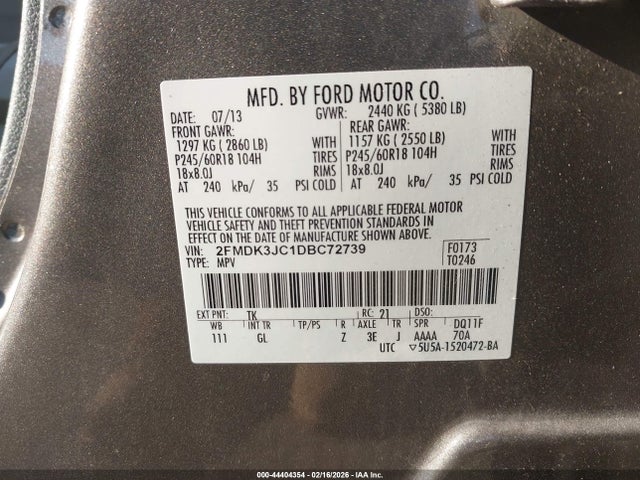 MFD. BY FORD MOTOR CO.
DATE: 07/13 GVWR: 2440 KG ( 5380 LB)
FRONT GAWR: REAR GAWR:
1297 KG ( 2860 LB) WITH 1157 KG ( 2550 LB) WITH
P245/60R18 104H TIRES P245/60R18 104H TIRES
18x8.0J RIMS 18x8.0J RIMS
AT 240 kPa/ 35 PSI COLD AT 240 kPa/ 35 PSI COLD
THIS VEHICLE CONFORMS TO ALL APPLICABLE FEDERAL MOTOR
VEHICLE SAFETY AND THEFT PREVENTION STANDARDS IN
EFFECT ON THE DATE OF MANUFACTURE SHOWN ABOVE.
VIN: 2FMDK3JC1DBC72739 F0173
TYPE: MPV T0246
EXT PNT: TK RC: 21 DSO:
WB INT TR TP/PS R AXLE TR SPR DQ11F
111 GL Z 3E J AAAA 70A
UTC ▽5U5A-1520472-BA
000-44404354 | 02/16/2026 - IAA Inc.